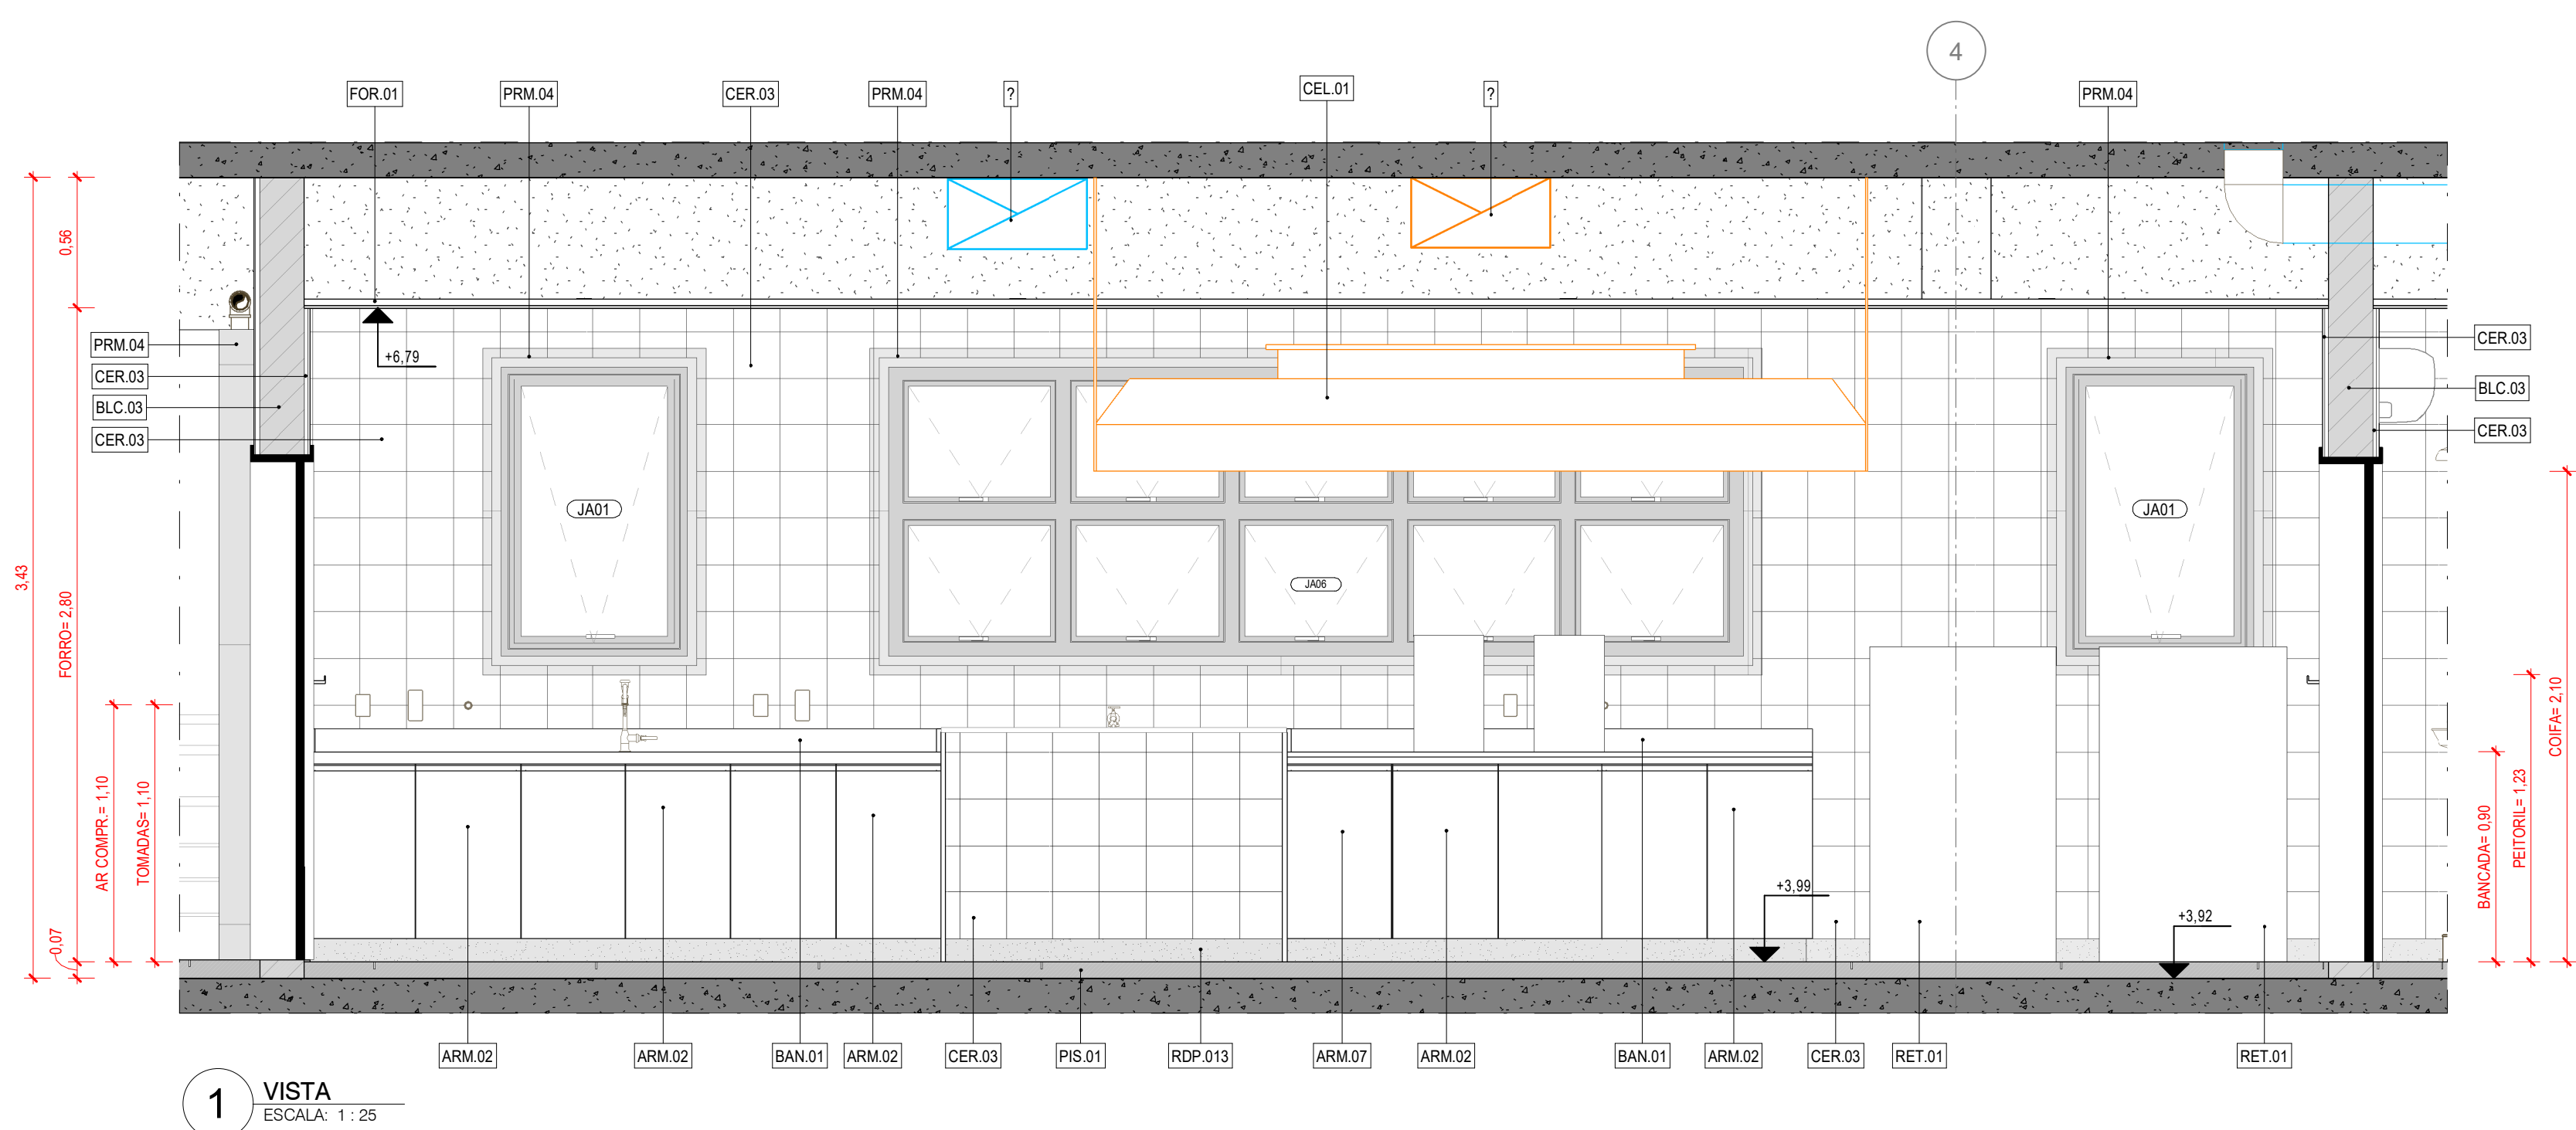 4
FOR.01
PRM.04
CER.03
PRM.04
?
CEL.01
?
PRM.04
0,56
3,43
FORRO= 2,80
0,07
AR COMPR.= 1,10
TOMADAS= 1,10
PRM.04
CER.03
BLC.03
CER.03
+6,79
JA01
JA06
JA01
CER.03
BLC.03
CER.03
COIFA= 2,10
PEITORIL= 1,23
BANCADA= 0,90
+3,99
+3,92
ARM.02
ARM.02
BAN.01
ARM.02
CER.03
PIS.01
RDP.013
ARM.07
ARM.02
BAN.01
ARM.02
CER.03
RET.01
RET.01
1
VISTA
ESCALA: 1 : 25